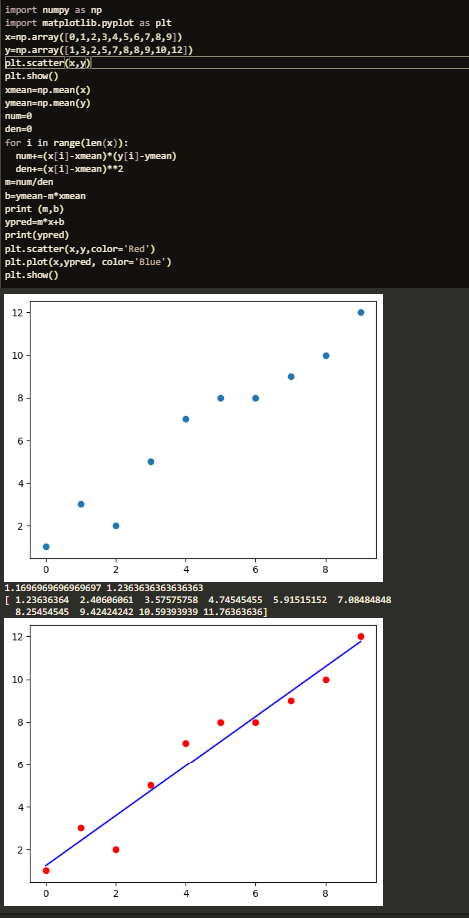 import numpy as np
import matplotlib.pyplot as plt
x=np.array([0,1,2,3,4,5,6,7,8,9])
y=np.array([1,3,2,5,7,8,8,9,10,12])
plt.scatter(x,y)
plt.show()
xmean=np.mean(x)
ymean=np.mean(y)
num=0
den=0
for i in range(len(x)):
  num+=(x[i]-xmean)*(y[i]-ymean)
  den+=(x[i]-xmean)**2
m=num/den
b=ymean-m*xmean
print (m,b)
ypred=m*x+b
print(ypred)
plt.scatter(x,y,color='Red')
plt.plot(x,ypred, color='Blue')
plt.show()
12
10
8
6
4
2
0 2 4 6 8
1.1696969696969697 1.2363636363636363
[ 1.23636364  2.40606061  3.57575758  4.74545455  5.91515152  7.08484848
  8.25454545  9.42424242 10.59393939 11.76363636]
12
10
8
6
4
2
0 2 4 6 8